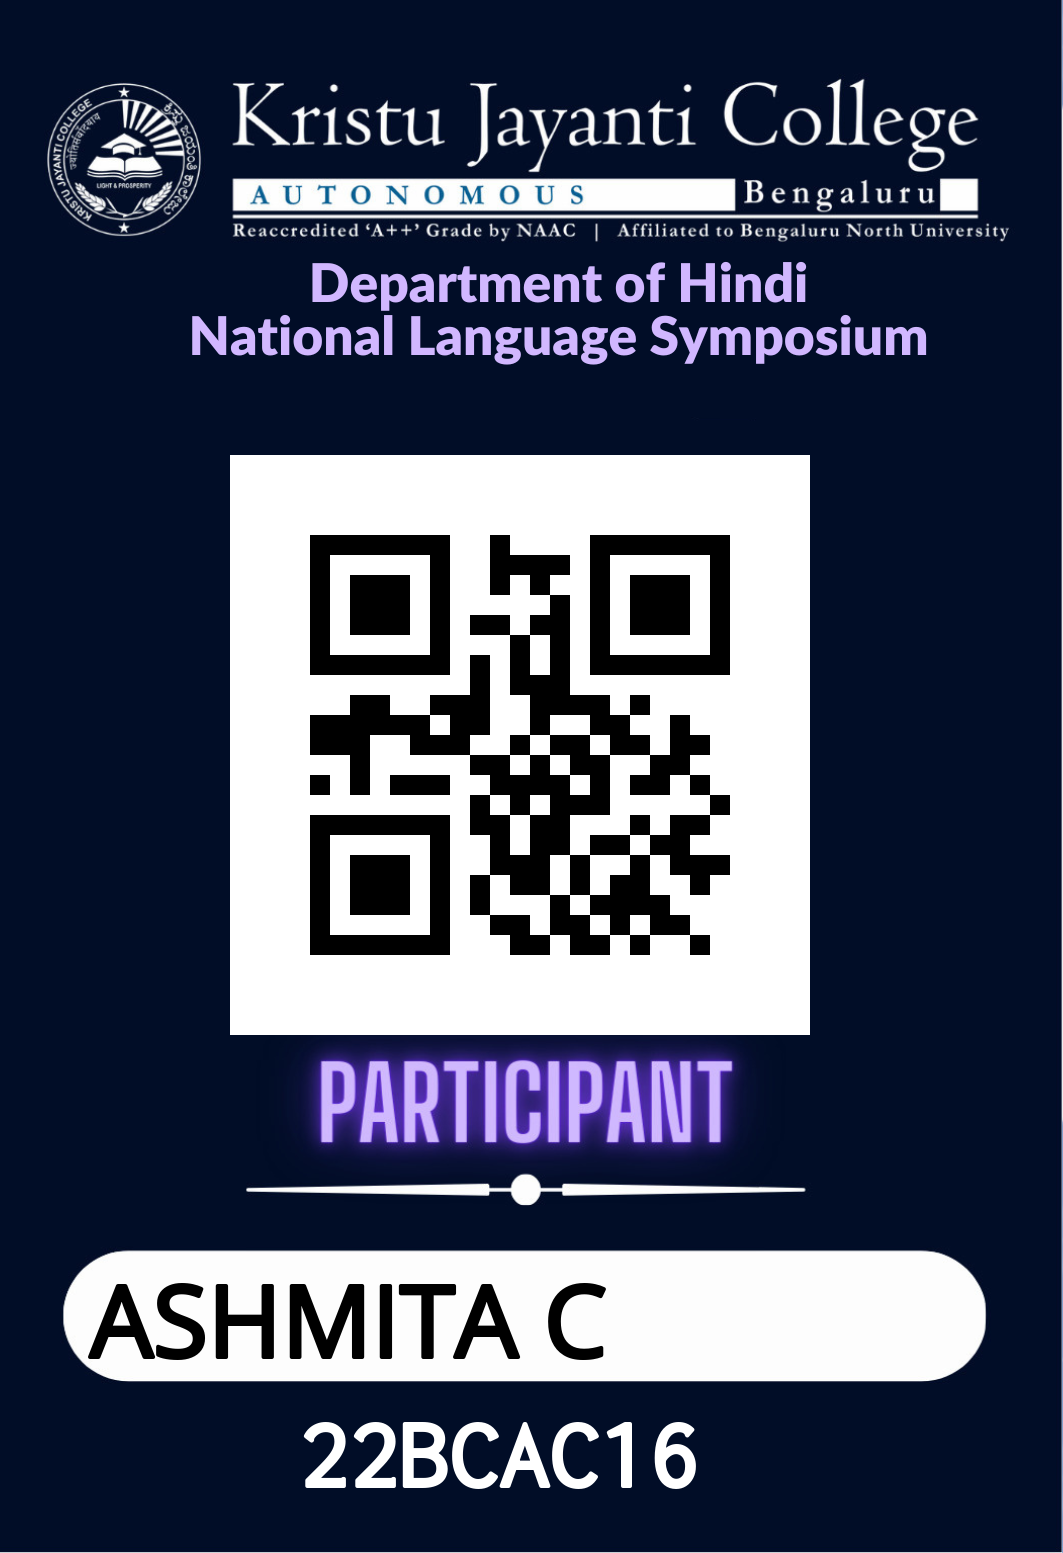 KRISTU JAYANTI COLLEGE
LIGHT & PROSPERITY
Kristu Jayanti College
AUTONOMOUS Bengaluru
Reaccredited ‘A++’ Grade by NAAC | Affiliated to Bengaluru North University
Department of Hindi
National Language Symposium
PARTICIPANT
ASHMITA C
22BCAC16